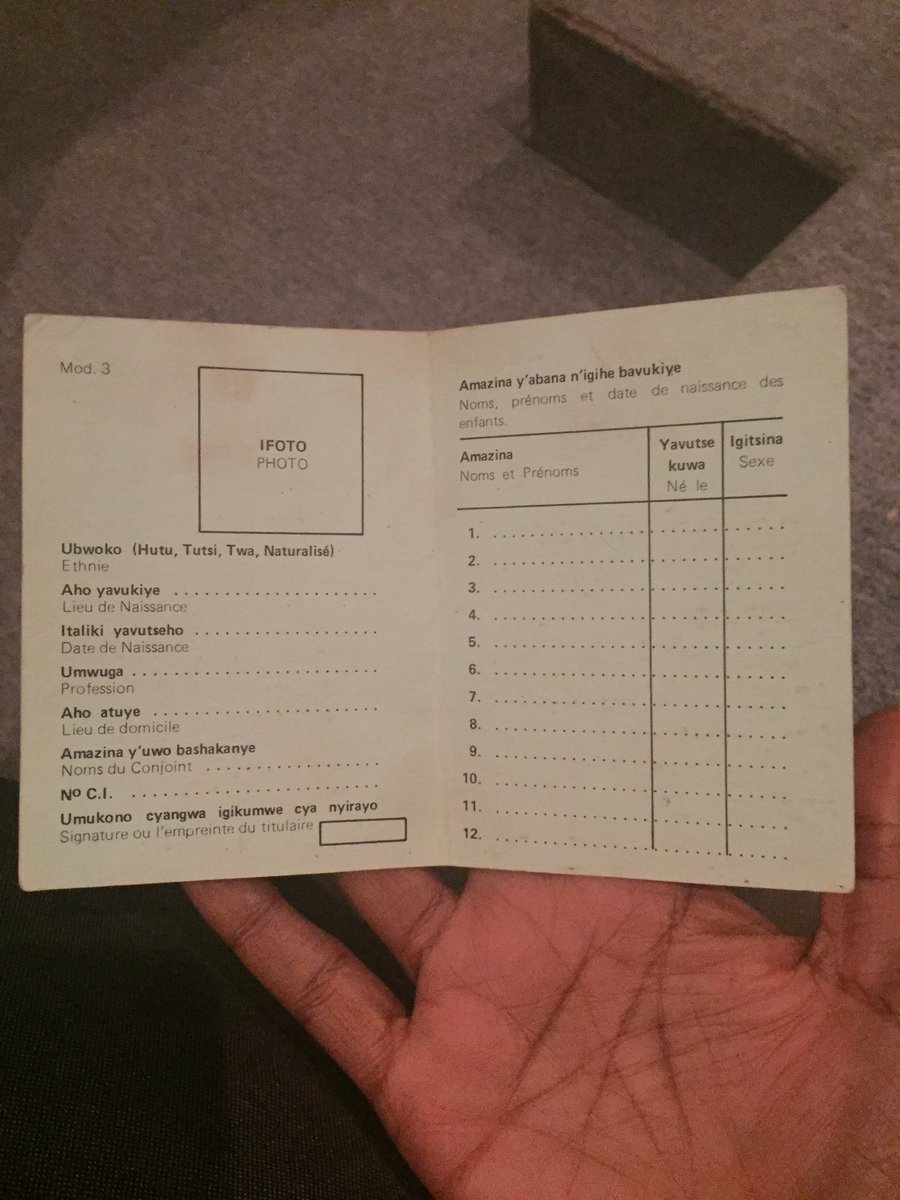 Mod. 3
IFOTO
PHOTO
Ubwoko (Hutu, Tutsi, Twa, Naturalisé)
Ethnie
Aho yavukiye . . . . . . . . . . . . . . . . . . . .
Lieu de Naissance
Italiki yavutseho . . . . . . . . . . . . . . . . . .
Date de Naissance
Umwuga . . . . . . . . . . . . . . . . . . . . . . . .
Profession
Aho atuye . . . . . . . . . . . . . . . . . . . . . .
Lieu de domicile
Amazina y'uwo bashakanye
Noms du Conjoint . . . . . . . . . . . . . . . . .
Nº C.I. . . . . . . . . . . . . . . . . . . . . . . . .
Umukono cyangwa igikumwe cya nyirayo
Signature ou l'empreinte du titulaire
Amazina y'abana n'igihe bavukiye
Noms, prénoms et date de naissance des
enfants.
Amazina
Noms et Prénoms
Yavutse
kuwa
Né le
Igitsina
Sexe
1. . . . . . . . . . . . . . . . . . . . . . . . . . . . .
2. . . . . . . . . . . . . . . . . . . . . . . . . . . . .
3. . . . . . . . . . . . . . . . . . . . . . . . . . . . .
4. . . . . . . . . . . . . . . . . . . . . . . . . . . . .
5. . . . . . . . . . . . . . . . . . . . . . . . . . . . .
6. . . . . . . . . . . . . . . . . . . . . . . . . . . . .
7. . . . . . . . . . . . . . . . . . . . . . . . . . . . .
8. . . . . . . . . . . . . . . . . . . . . . . . . . . . .
9. . . . . . . . . . . . . . . . . . . . . . . . . . . . .
10. . . . . . . . . . . . . . . . . . . . . . . . . . . .
11. . . . . . . . . . . . . . . . . . . . . . . . . . . .
12. . . . . . . . . . . . . . . . . . . . . . . . . . . .